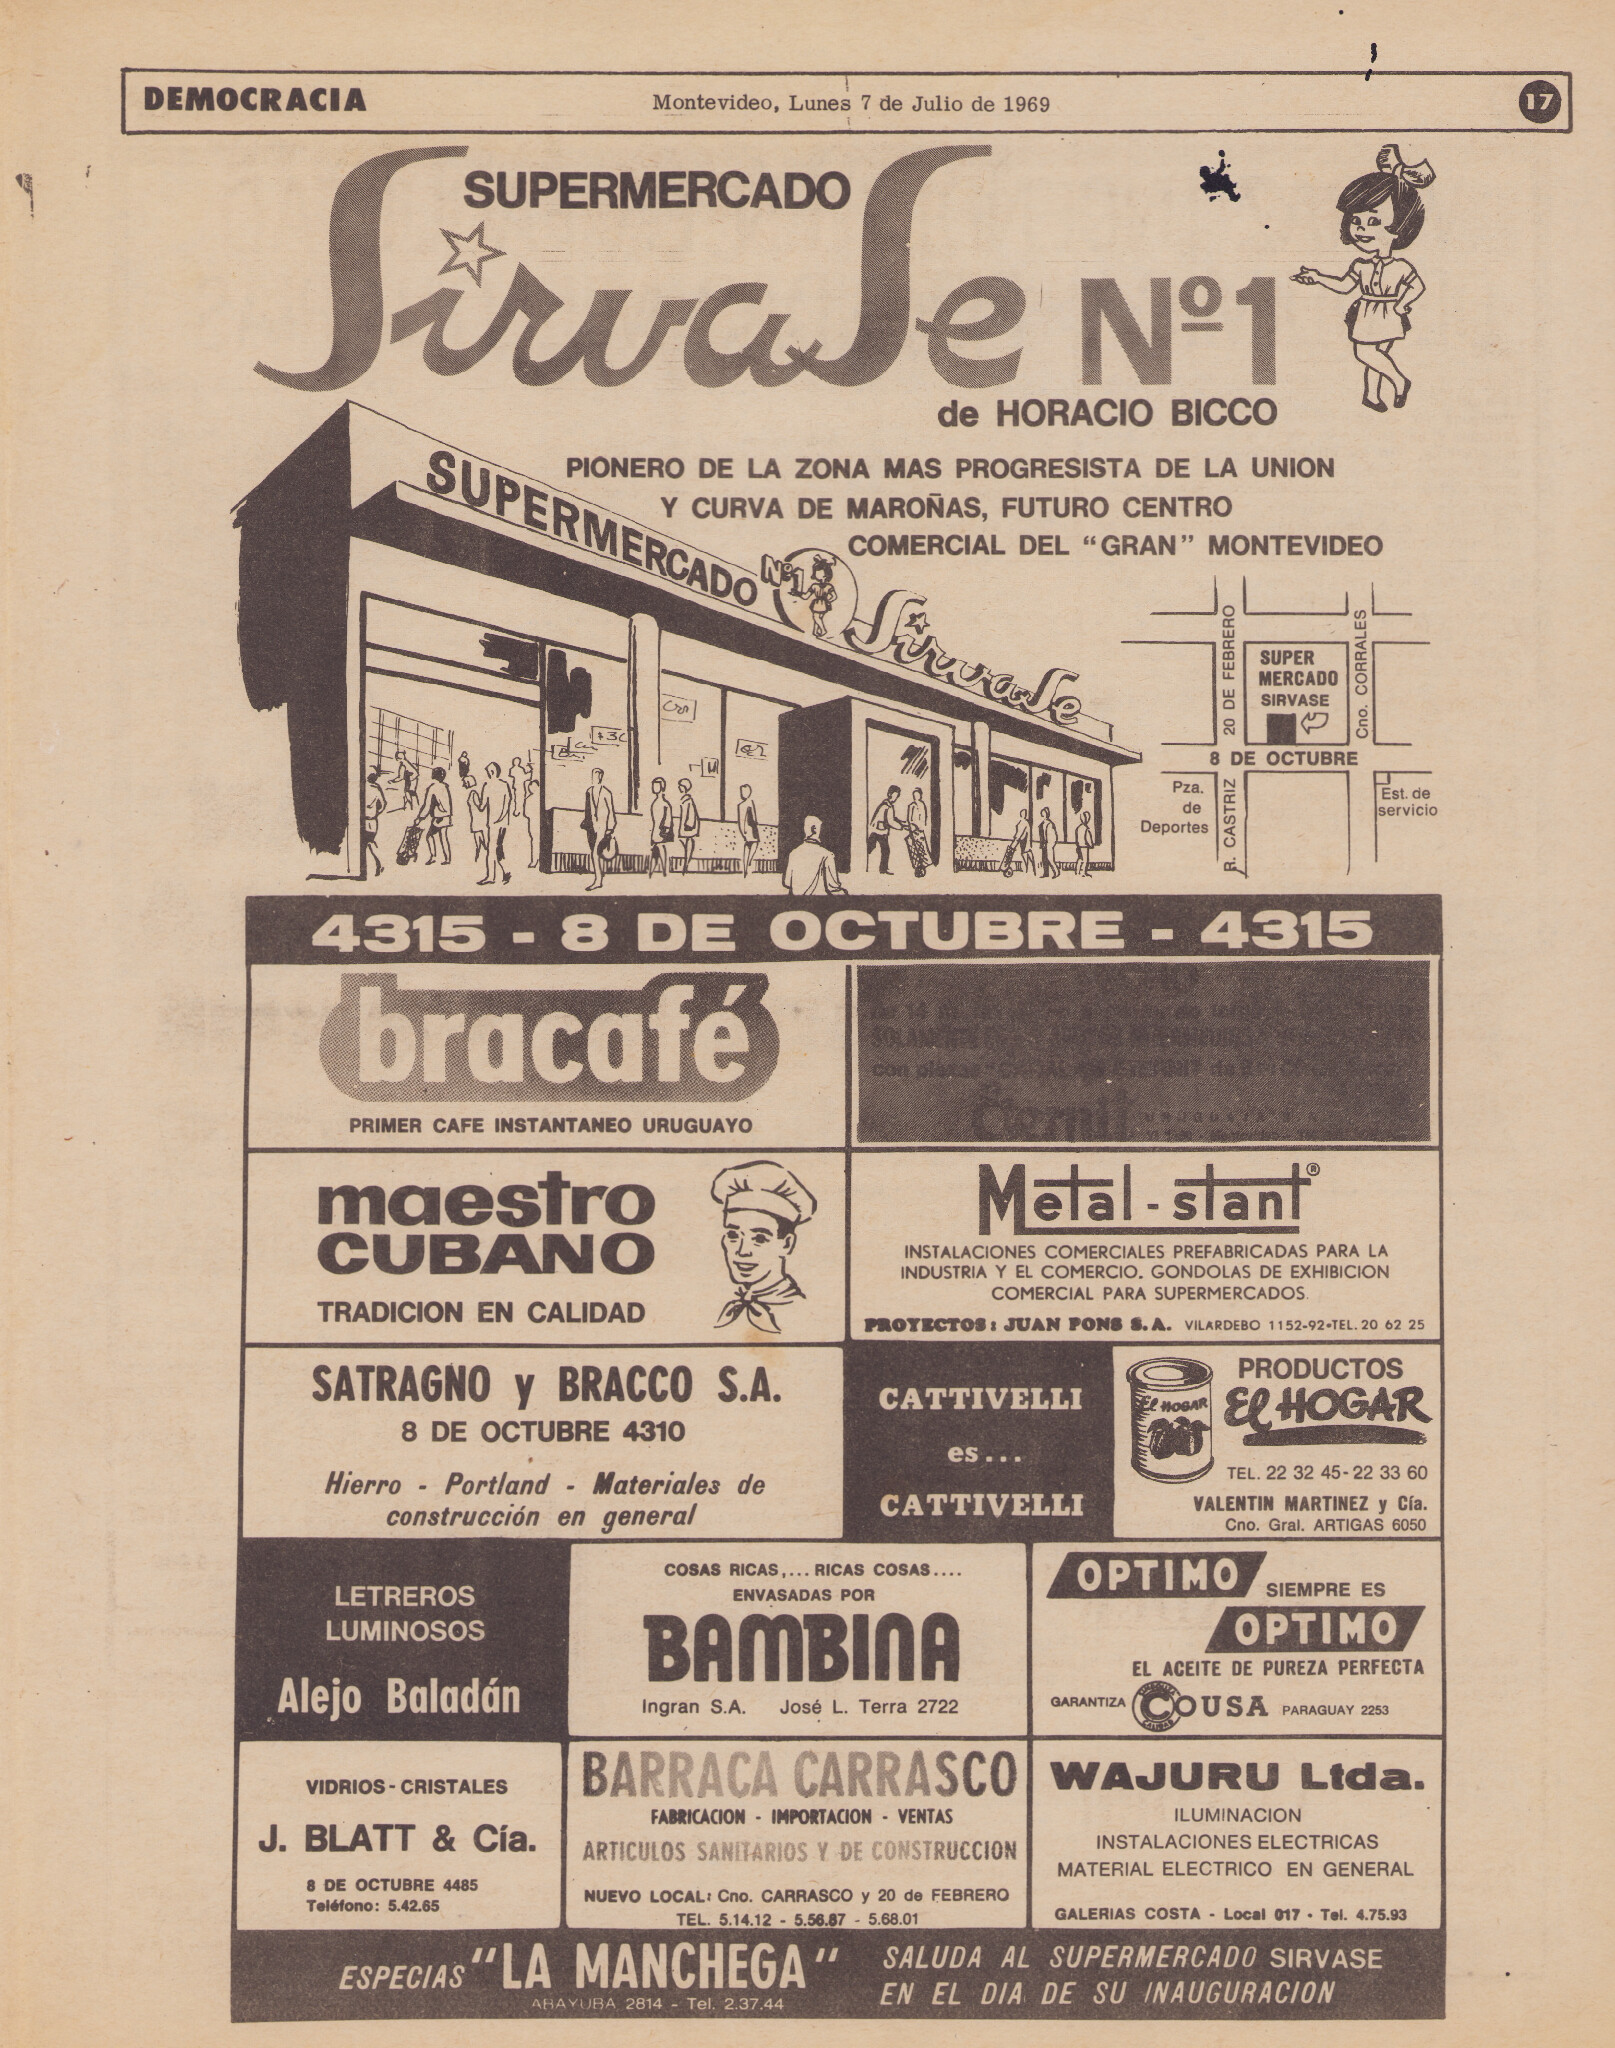 DEMOCRACIA
Montevideo, Lunes 7 de Julio de 1969
17
SUPERMERCADO
SirvaSe Nº1
de HORACIO BICCO
PIONERO DE LA ZONA MAS PROGRESISTA DE LA UNION
Y CURVA DE MAROÑAS, FUTURO CENTRO
COMERCIAL DEL "GRAN" MONTEVIDEO
SUPERMERCADO
Nº1
SirvaSe
20 DE FEBRERO
Cno. CORRALES
SUPER
MERCADO
SIRVASE
8 DE OCTUBRE
Pza.
de
Deportes
R. CASTRIZ
Est. de
servicio
4315 - 8 DE OCTUBRE - 4315
bracafé
PRIMER CAFE INSTANTANEO URUGUAYO
maestro
CUBANO
TRADICION EN CALIDAD
Metal-stant®
INSTALACIONES COMERCIALES PREFABRICADAS PARA LA
INDUSTRIA Y EL COMERCIO. GONDOLAS DE EXHIBICION
COMERCIAL PARA SUPERMERCADOS.
PROYECTOS: JUAN PONS S.A. VILARDEBO 1152-92•TEL. 20 62 25
SATRAGNO y BRACCO S.A.
8 DE OCTUBRE 4310
Hierro - Portland - Materiales de
construcción en general
CATTIVELLI
es...
CATTIVELLI
EL HOGAR
PRODUCTOS
El HOGAR
TEL. 22 32 45-22 33 60
VALENTIN MARTINEZ y Cía.
Cno. Gral. ARTIGAS 6050
LETREROS
LUMINOSOS
Alejo Baladán
COSAS RICAS,... RICAS COSAS....
ENVASADAS POR
BAMBINA
Ingran S.A. José L. Terra 2722
OPTIMO SIEMPRE ES
OPTIMO
EL ACEITE DE PUREZA PERFECTA
GARANTIZA COUSA PARAGUAY 2253
VIDRIOS-CRISTALES
J. BLATT & Cía.
8 DE OCTUBRE 4485
Teléfono: 5.42.65
BARRACA CARRASCO
FABRICACION - IMPORTACION - VENTAS
ARTICULOS SANITARIOS Y DE CONSTRUCCION
NUEVO LOCAL: Cno. CARRASCO y 20 de FEBRERO
TEL. 5.14.12 - 5.56.87 - 5.68.01
WAJURU Ltda.
ILUMINACION
INSTALACIONES ELECTRICAS
MATERIAL ELECTRICO EN GENERAL
GALERIAS COSTA - Local 017 - Tel. 4.75.93
ESPECIAS "LA MANCHEGA"
ARAYUBA 2814 - Tel. 2.37.44
SALUDA AL SUPERMERCADO SIRVASE
EN EL DIA DE SU INAUGURACION